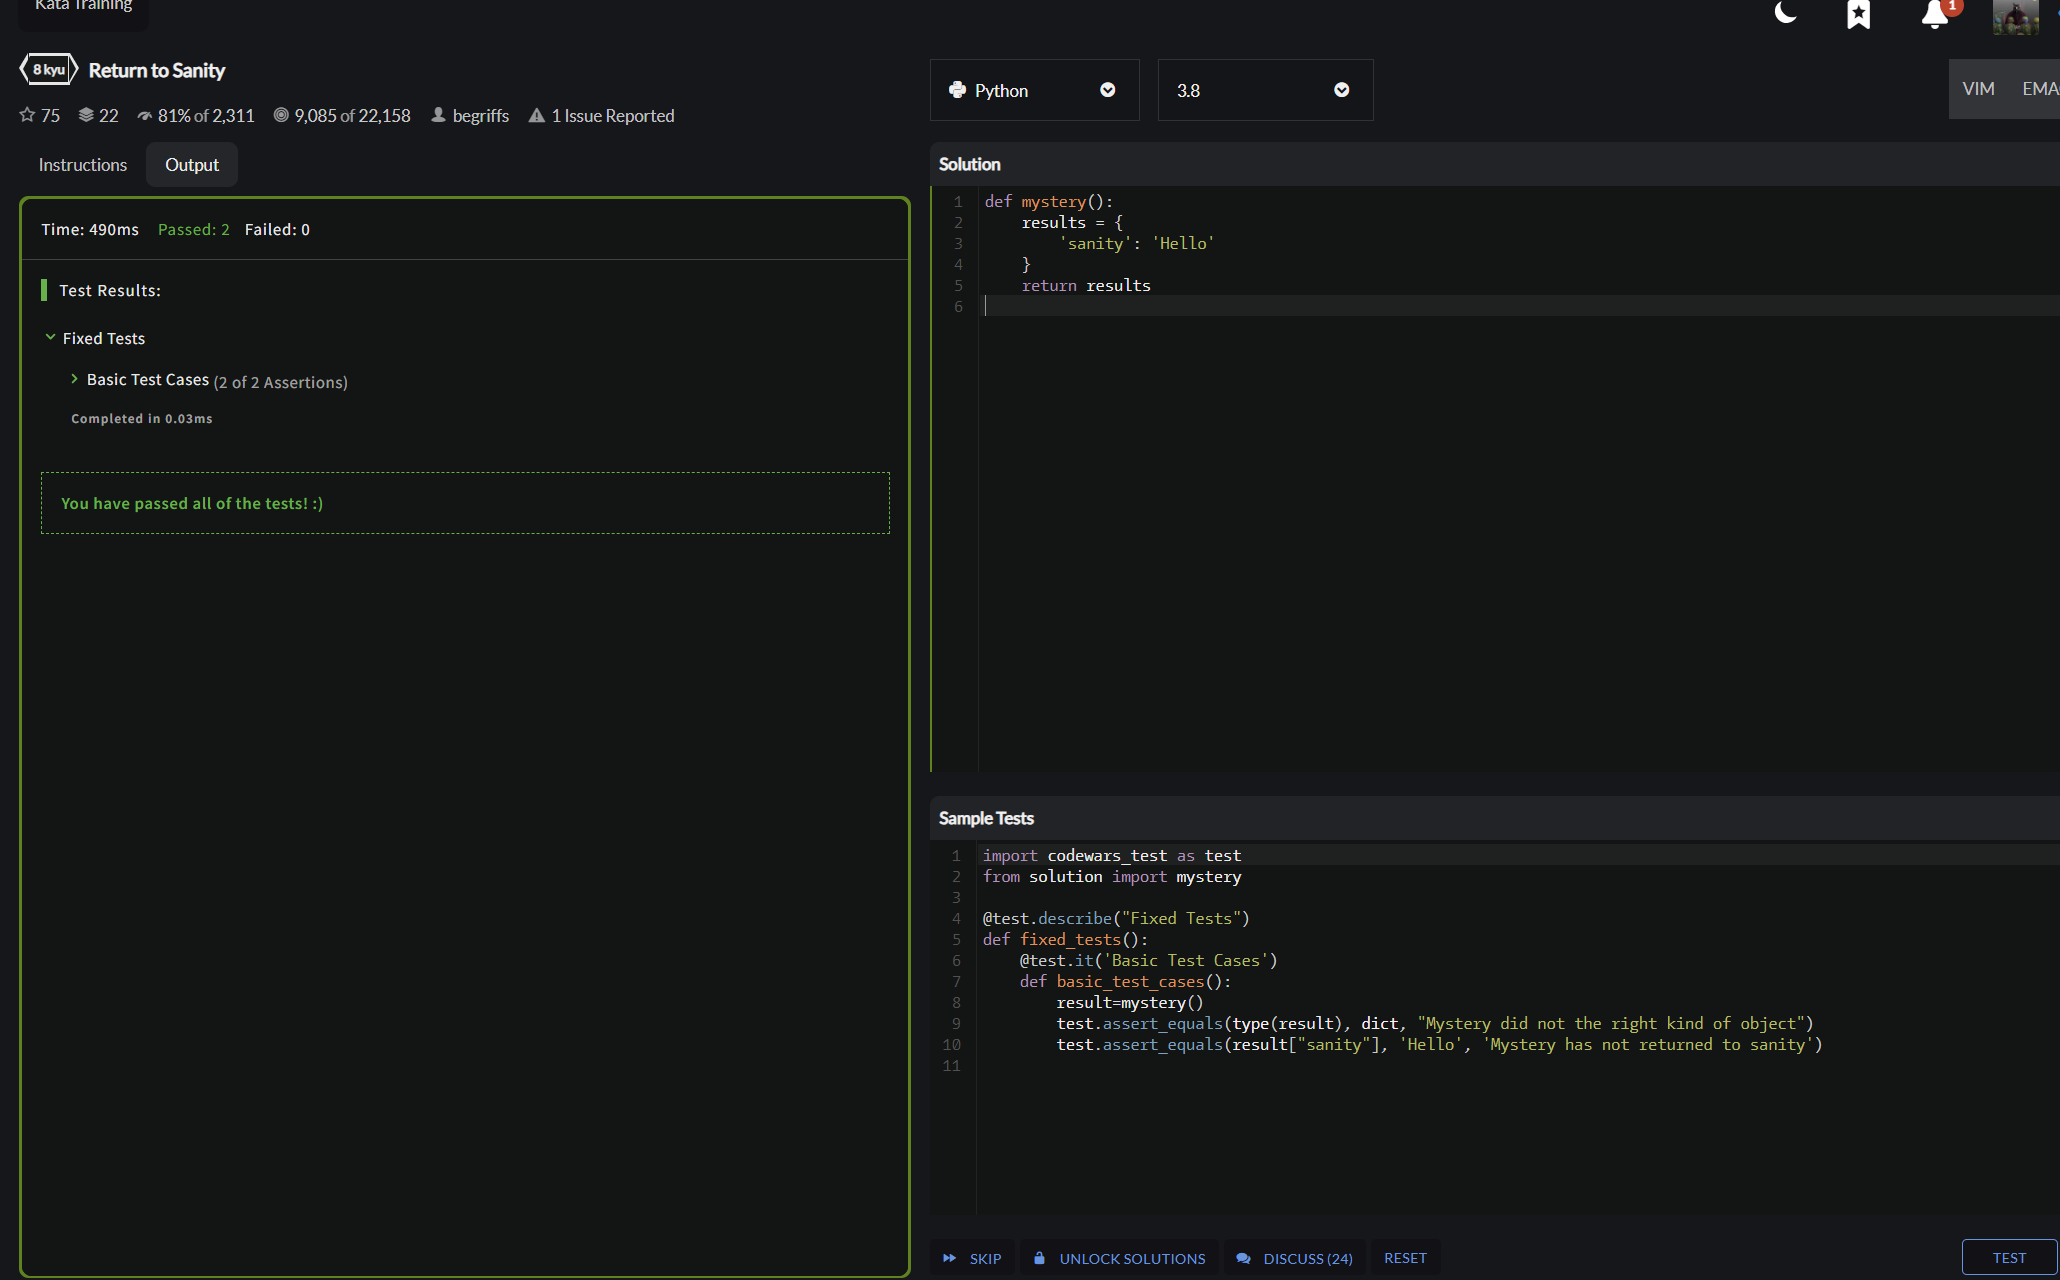 Kata Training
1
8 kyu Return to Sanity
75 22 81% of 2,311 9,085 of 22,158 begriffs 1 Issue Reported
Instructions Output
Time: 490ms Passed: 2 Failed: 0
Test Results:
Fixed Tests
Basic Test Cases (2 of 2 Assertions)
Completed in 0.03ms
You have passed all of the tests! :)
Python 3.8 VIM EMA
Solution
1 def mystery():
2     results = {
3         'sanity': 'Hello'
4     }
5     return results
6
Sample Tests
1 import codewars_test as test
2 from solution import mystery
3
4 @test.describe("Fixed Tests")
5 def fixed_tests():
6     @test.it('Basic Test Cases')
7     def basic_test_cases():
8         result=mystery()
9         test.assert_equals(type(result), dict, "Mystery did not the right kind of object")
10         test.assert_equals(result["sanity"], 'Hello', 'Mystery has not returned to sanity')
11
SKIP UNLOCK SOLUTIONS DISCUSS (24) RESET TEST